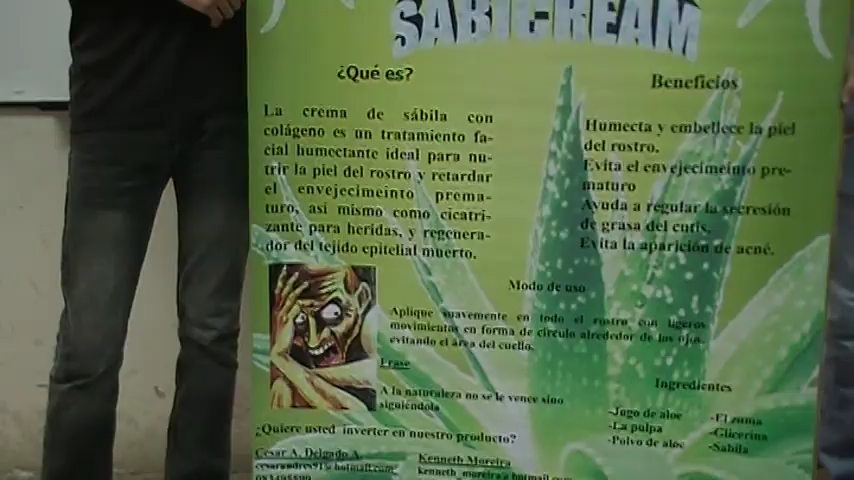 SABICREAM
¿Qué es?
La crema de sábila con
colágeno es un tratamiento fa-
cial humectante ideal para nu-
trir la piel del rostro y retardar
el envejecimeinto prema-
turo, asi mismo como cicatri-
zante para heridas, y regenera-
dor del tejido epitelial muerto.
Beneficios
Humecta y embellece la piel
del rostro.
Evita el envejecimeinto pre-
maturo
Ayuda a regular la secresión
de grasa del cutis.
Evita la aparición de acné.
Modo de uso
Aplique suavemente en todo el rostro con ligeros
movimientos en forma de circulo alrededor de los ojos,
evitando el área del cuello.
Frase
A la naturaleza no se le vence sino
siguiéndola
Ingredientes
-Jugo de aloe
-La pulpa
-Polvo de aloe
-El zuma
-Glicerina
-Sabila
¿Quiere usted inverter en nuestro producto?
Cesar A. Delgado A.
Kenneth Moreira